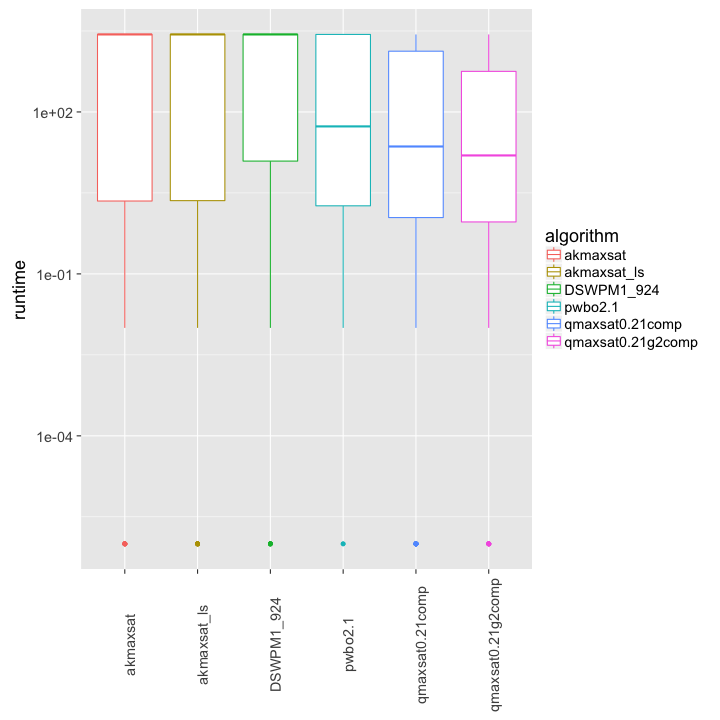 runtime
1e+02
1e-01
1e-04
akmaxsat
akmaxsat_ls
DSWPM1_924
pwbo2.1
qmaxsat0.21comp
qmaxsat0.21g2comp
algorithm
akmaxsat
akmaxsat_ls
DSWPM1_924
pwbo2.1
qmaxsat0.21comp
qmaxsat0.21g2comp